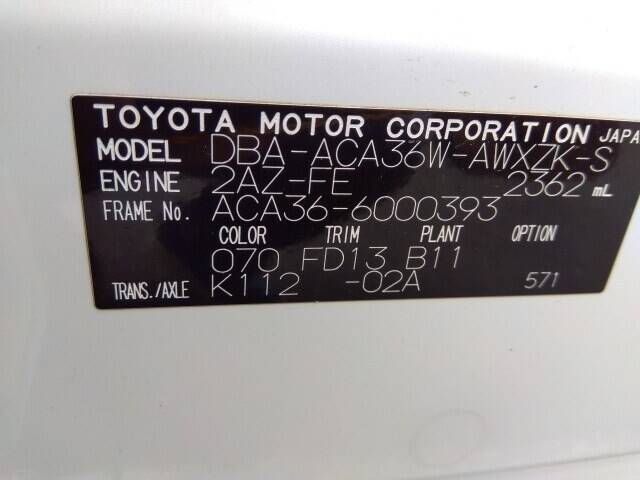 TOYOTA MOTOR CORPORATION JAPA
MODEL DBA-ACA36W-AWXZK-S
ENGINE 2AZ-FE 2362 mL
FRAME No. ACA36-6000393
COLOR TRIM PLANT OPTION
070 FD13 B11
TRANS./AXLE K112 -02A 571